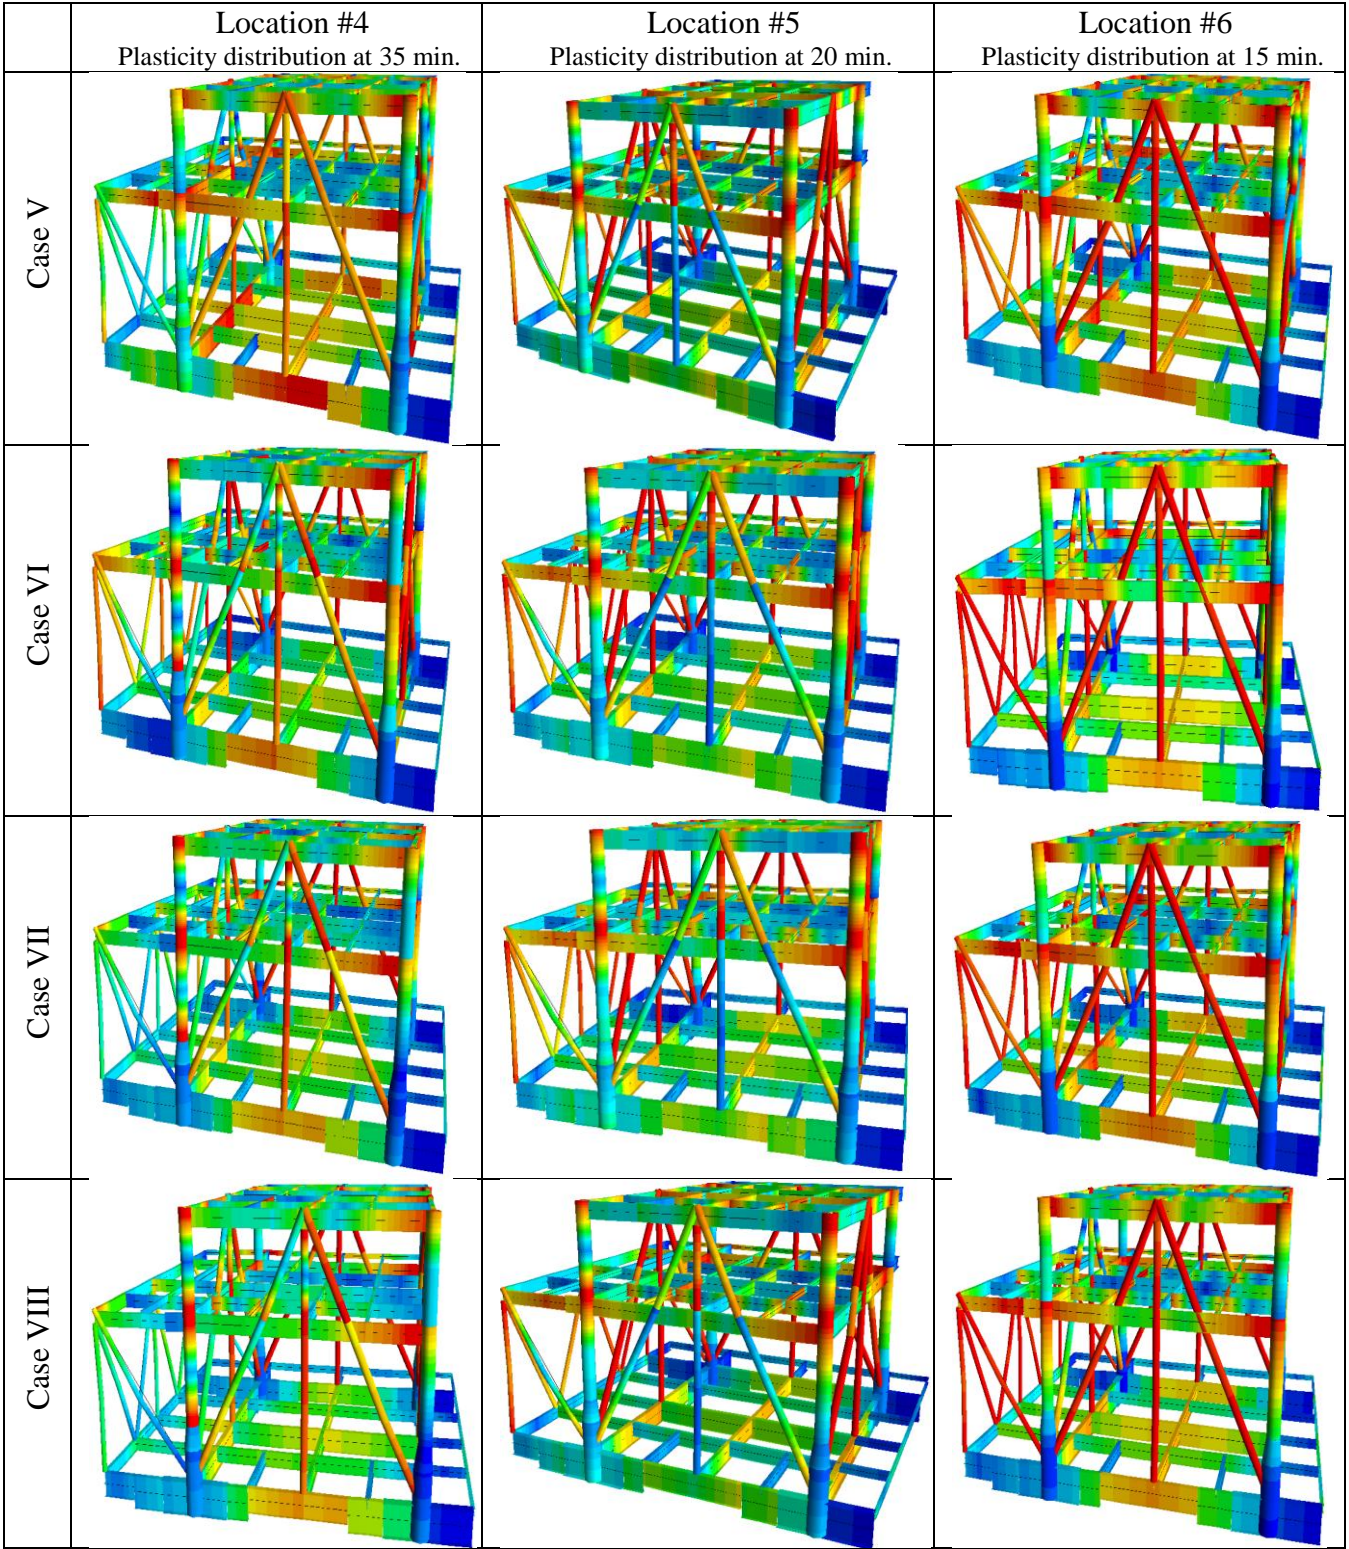 Location #4
Plasticity distribution at 35 min.
Location #5
Plasticity distribution at 20 min.
Location #6
Plasticity distribution at 15 min.
Case V
Case VI
Case VII
Case VIII